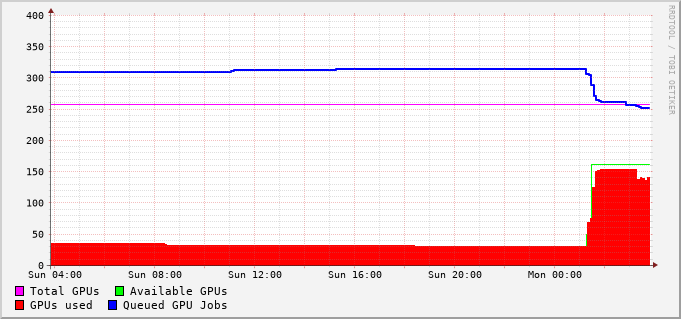 400
350
300
250
200
150
100
50
0
Sun 04:00 Sun 08:00 Sun 12:00 Sun 16:00 Sun 20:00 Mon 00:00
Total GPUs Available GPUs
GPUs used Queued GPU Jobs
RRDTOOL / TOBI OETIKER